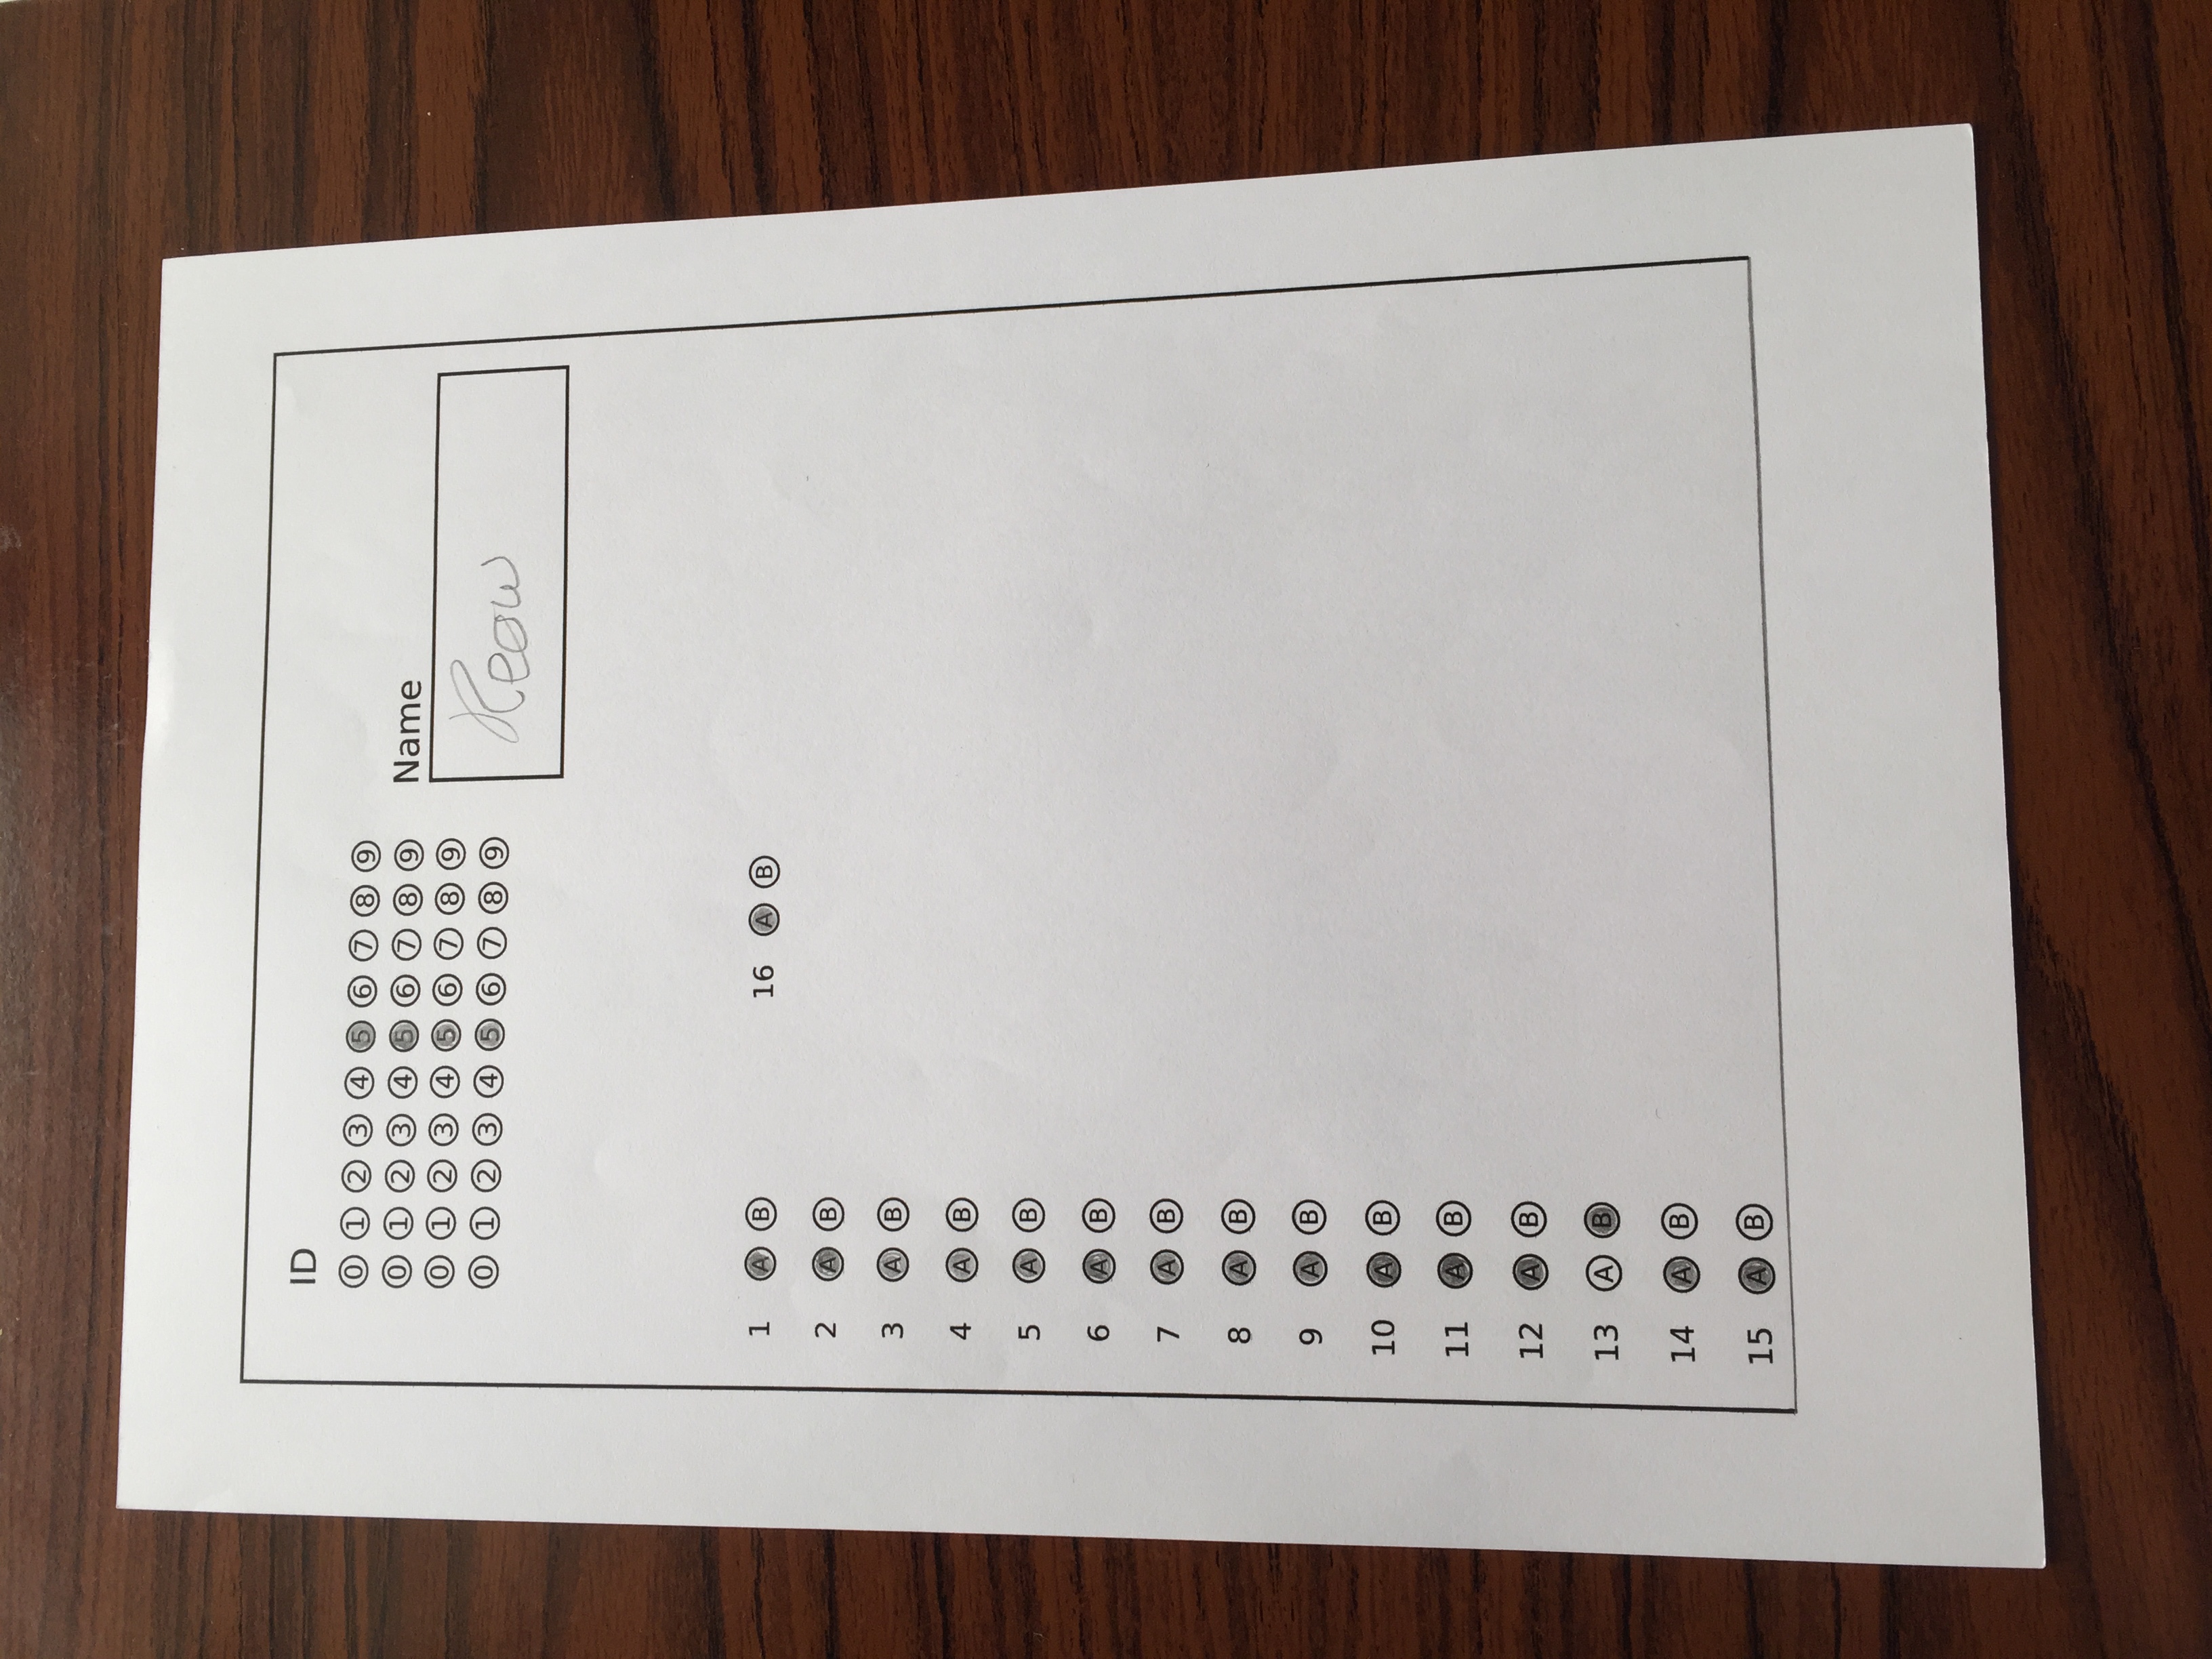 ID
0 1 2 3 4 5 6 7 8 9
0 1 2 3 4 5 6 7 8 9
0 1 2 3 4 5 6 7 8 9
0 1 2 3 4 5 6 7 8 9
Name
Reow
1 A B
2 A B
3 A B
4 A B
5 A B
6 A B
7 A B
8 A B
9 A B
10 A B
11 A B
12 A B
13 A B
14 A B
15 A B
16 A B